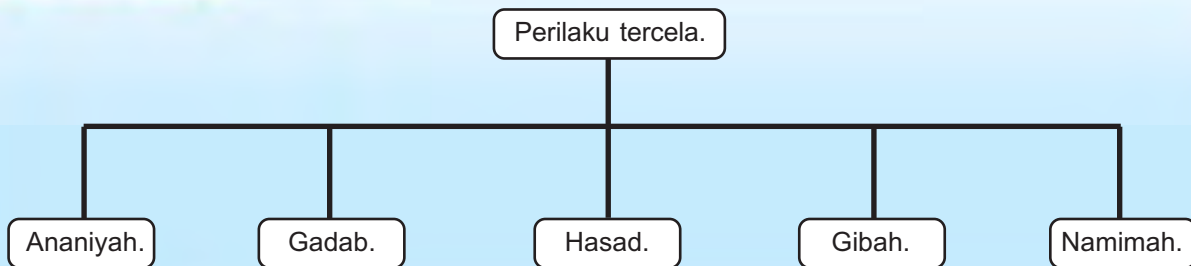 Perilaku tercela.
Ananiyah.
Gadab.
Hasad.
Gibah.
Namimah.